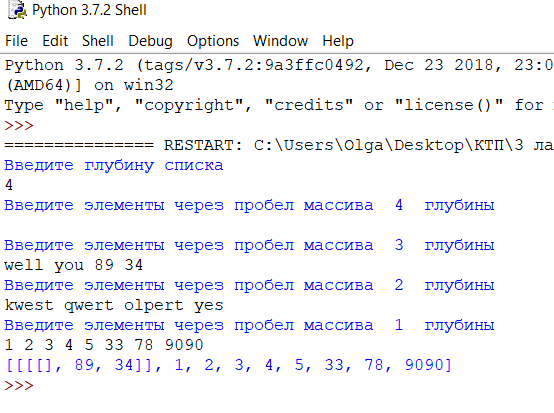 Python 3.7.2 Shell
File Edit Shell Debug Options Window Help
Python 3.7.2 (tags/v3.7.2:9a3ffc0492, Dec 23 2018, 23:0
(AMD64)] on win32
Type "help", "copyright", "credits" or "license()" for
>>>
=============== RESTART: C:\Users\Olga\Desktop\КТП\3 ла
Введите глубину списка
4
Введите элементы через пробел массива  4  глубины
Введите элементы через пробел массива  3  глубины
well you 89 34
Введите элементы через пробел массива  2  глубины
kwest qwert olpert yes
Введите элементы через пробел массива  1  глубины
1 2 3 4 5 33 78 9090
[[[[], 89, 34]], 1, 2, 3, 4, 5, 33, 78, 9090]
>>>